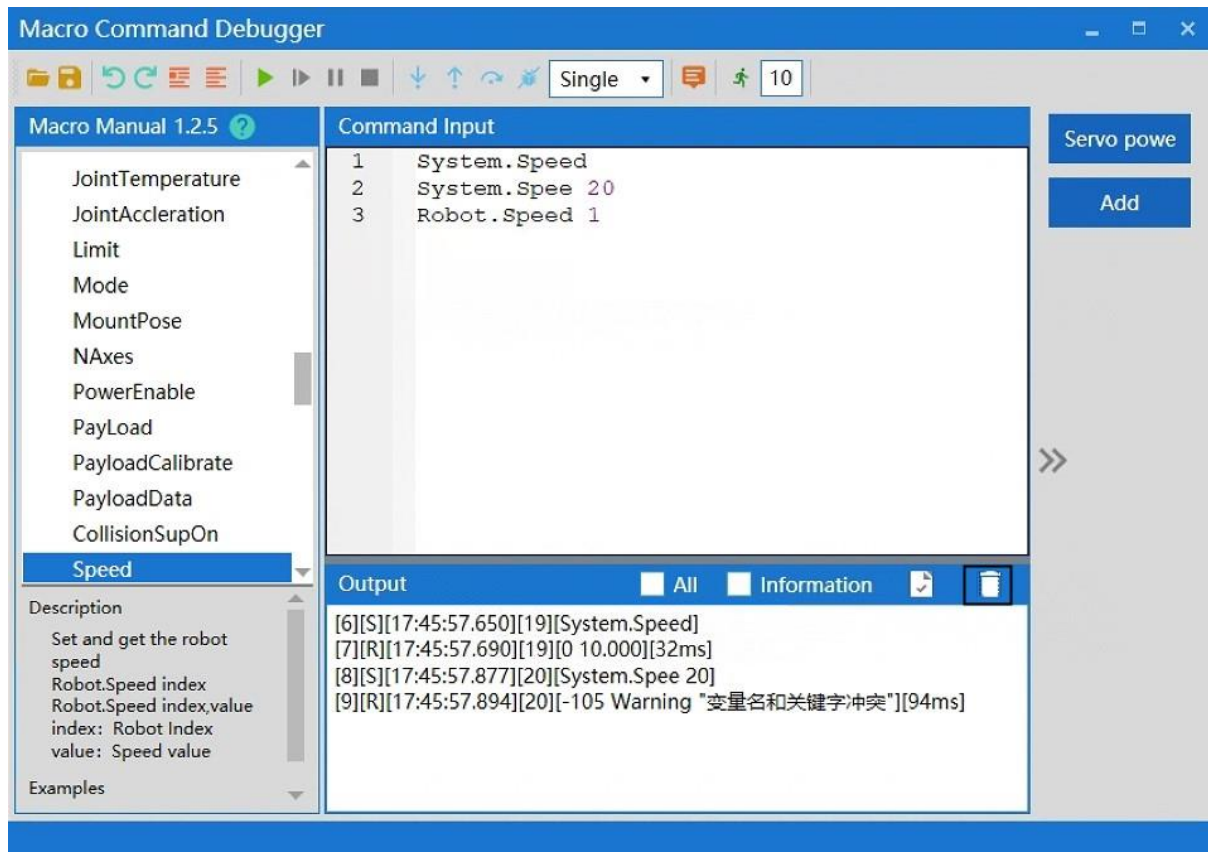 Macro Command Debugger
Single
10
Macro Manual 1.2.5 ?
JointTemperature
JointAccleration
Limit
Mode
MountPose
NAxes
PowerEnable
PayLoad
PayloadCalibrate
PayloadData
CollisionSupOn
Speed
Description
Set and get the robot
speed
Robot.Speed index
Robot.Speed index,value
index: Robot Index
value: Speed value
Examples
Command Input
1 System.Speed
2 System.Spee 20
3 Robot.Speed 1
Output
All
Information
[6][S][17:45:57.650][19][System.Speed]
[7][R][17:45:57.690][19][0 10.000][32ms]
[8][S][17:45:57.877][20][System.Spee 20]
[9][R][17:45:57.894][20][-105 Warning "变量名和关键字冲突"][94ms]
Servo powe
Add